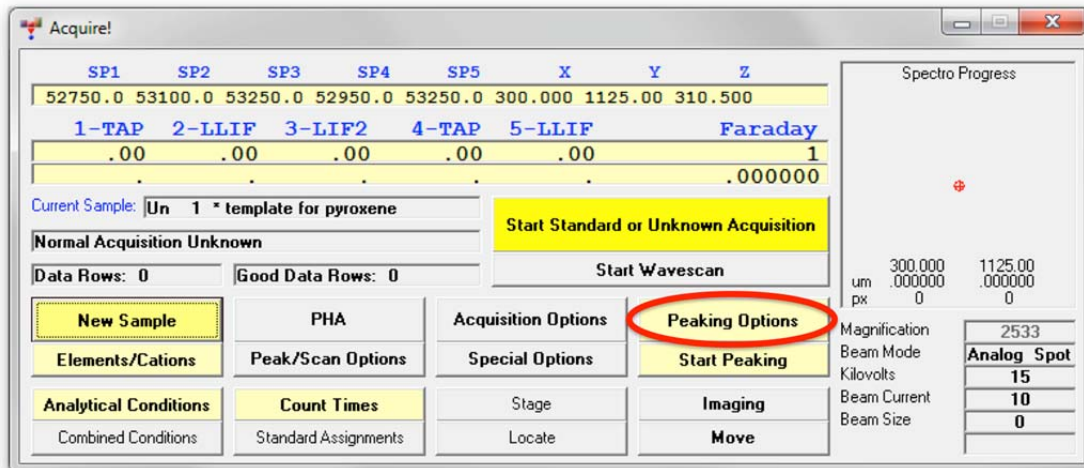 Acquire!
SP1 SP2 SP3 SP4 SP5 X Y Z
52750.0 53100.0 53250.0 52950.0 53250.0 300.000 1125.00 310.500
1-TAP 2-LLIF 3-LIF2 4-TAP 5-LLIF Faraday
.00 .00 .00 .00 .00 1
. . . . . .000000
Current Sample: Un 1 * template for pyroxene
Normal Acquisition Unknown
Start Standard or Unknown Acquisition
Data Rows: 0 Good Data Rows: 0 Start Wavescan
New Sample PHA Acquisition Options Peaking Options
Elements/Cations Peak/Scan Options Special Options Start Peaking
Analytical Conditions Count Times Stage Imaging
Combined Conditions Standard Assignments Locate Move
Spectro Progress
300.000 1125.00
um .000000 .000000
px 0 0
Magnification 2533
Beam Mode Analog Spot
Kilovolts 15
Beam Current 10
Beam Size 0